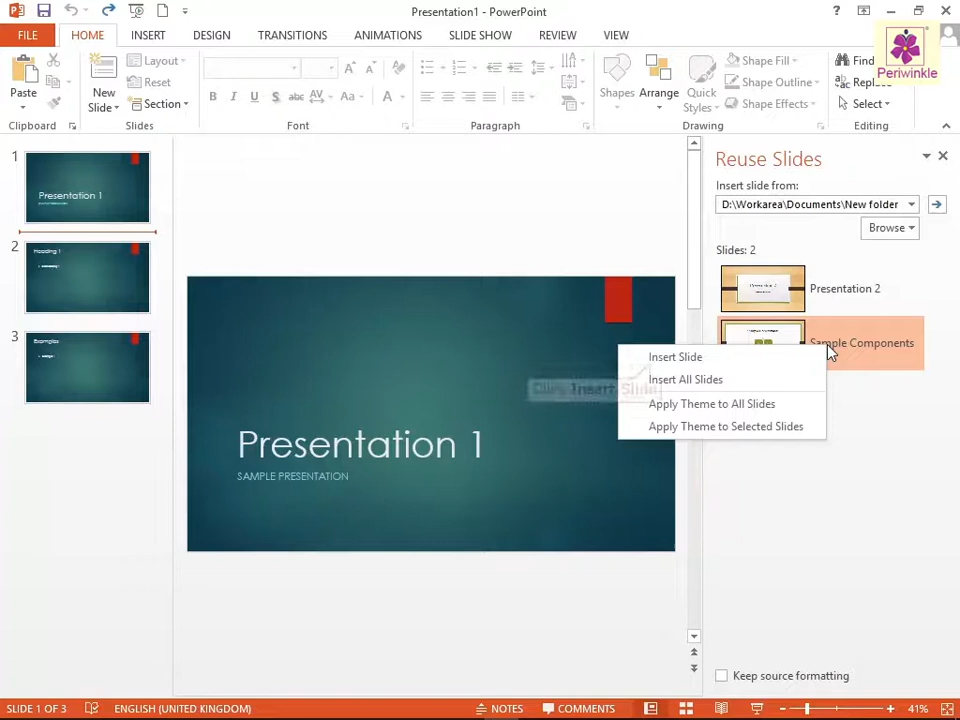 Presentation1 - PowerPoint
FILE HOME INSERT DESIGN TRANSITIONS ANIMATIONS SLIDE SHOW REVIEW VIEW
Periwinkle
Paste
New Slide
Layout
Reset
Section
Shapes
Arrange
Quick Styles
Shape Fill
Shape Outline
Shape Effects
Find
Replace
Select
Clipboard Slides Font Paragraph Drawing Editing
1
Presentation 1
2
Heading 1
3
Examples
Presentation 1
SAMPLE PRESENTATION
Click Insert Slide
Reuse Slides
Insert slide from:
D:\Workarea\Documents\New folder
Browse
Slides: 2
Presentation 2
Sample Components
Insert Slide
Insert All Slides
Apply Theme to All Slides
Apply Theme to Selected Slides
Keep source formatting
SLIDE 1 OF 3 ENGLISH (UNITED KINGDOM) NOTES COMMENTS 41%